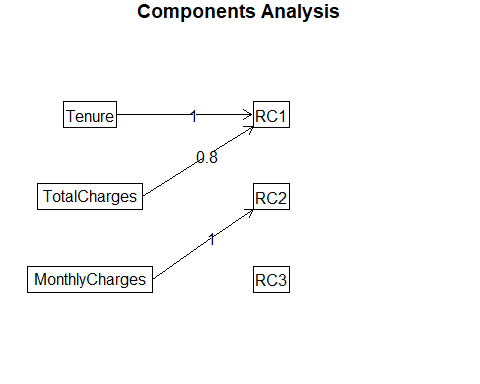 Components Analysis
Tenure
1
RC1
0.8
TotalCharges
RC2
1
MonthlyCharges
RC3